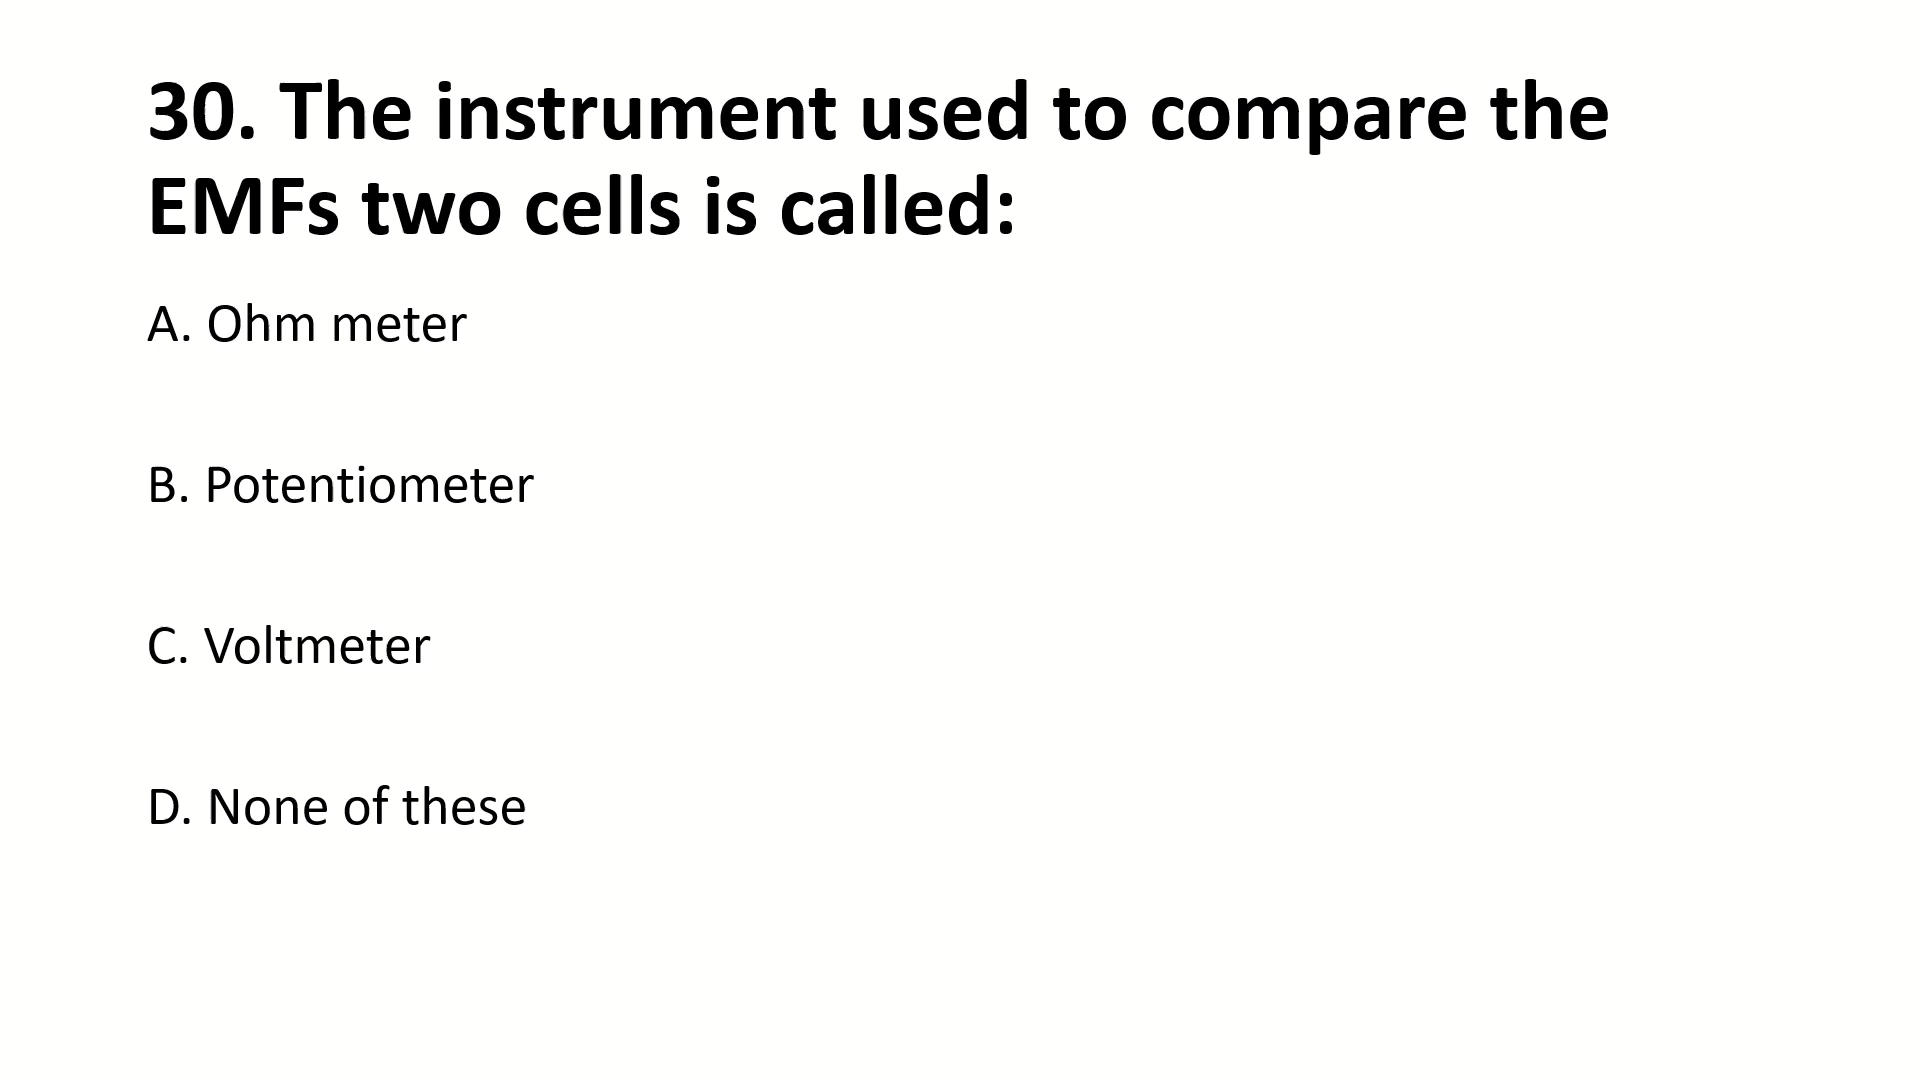 30. The instrument used to compare the
EMFs two cells is called:
A. Ohm meter
B. Potentiometer
C. Voltmeter
D. None of these